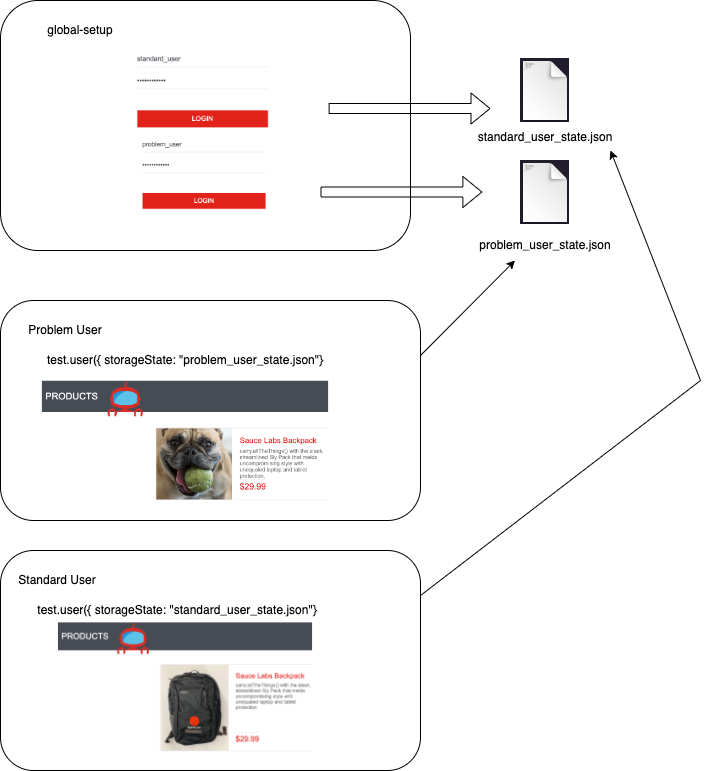 global-setup
standard_user
••••••••••••
LOGIN
problem_user
••••••••••••
LOGIN
standard_user_state.json
problem_user_state.json
Problem User
test.user({ storageState: "problem_user_state.json"}
PRODUCTS
Sauce Labs Backpack
carry.allTheThings() with the sleek,
streamlined Sly Pack that melds
uncompromising style with
unequaled laptop and tablet
protection.
$29.99
Standard User
test.user({ storageState: "standard_user_state.json"}
PRODUCTS
Sauce Labs Backpack
carry.allTheThings() with the sleek,
streamlined Sly Pack that melds
uncompromising style with
unequaled laptop and tablet
protection.
$29.99